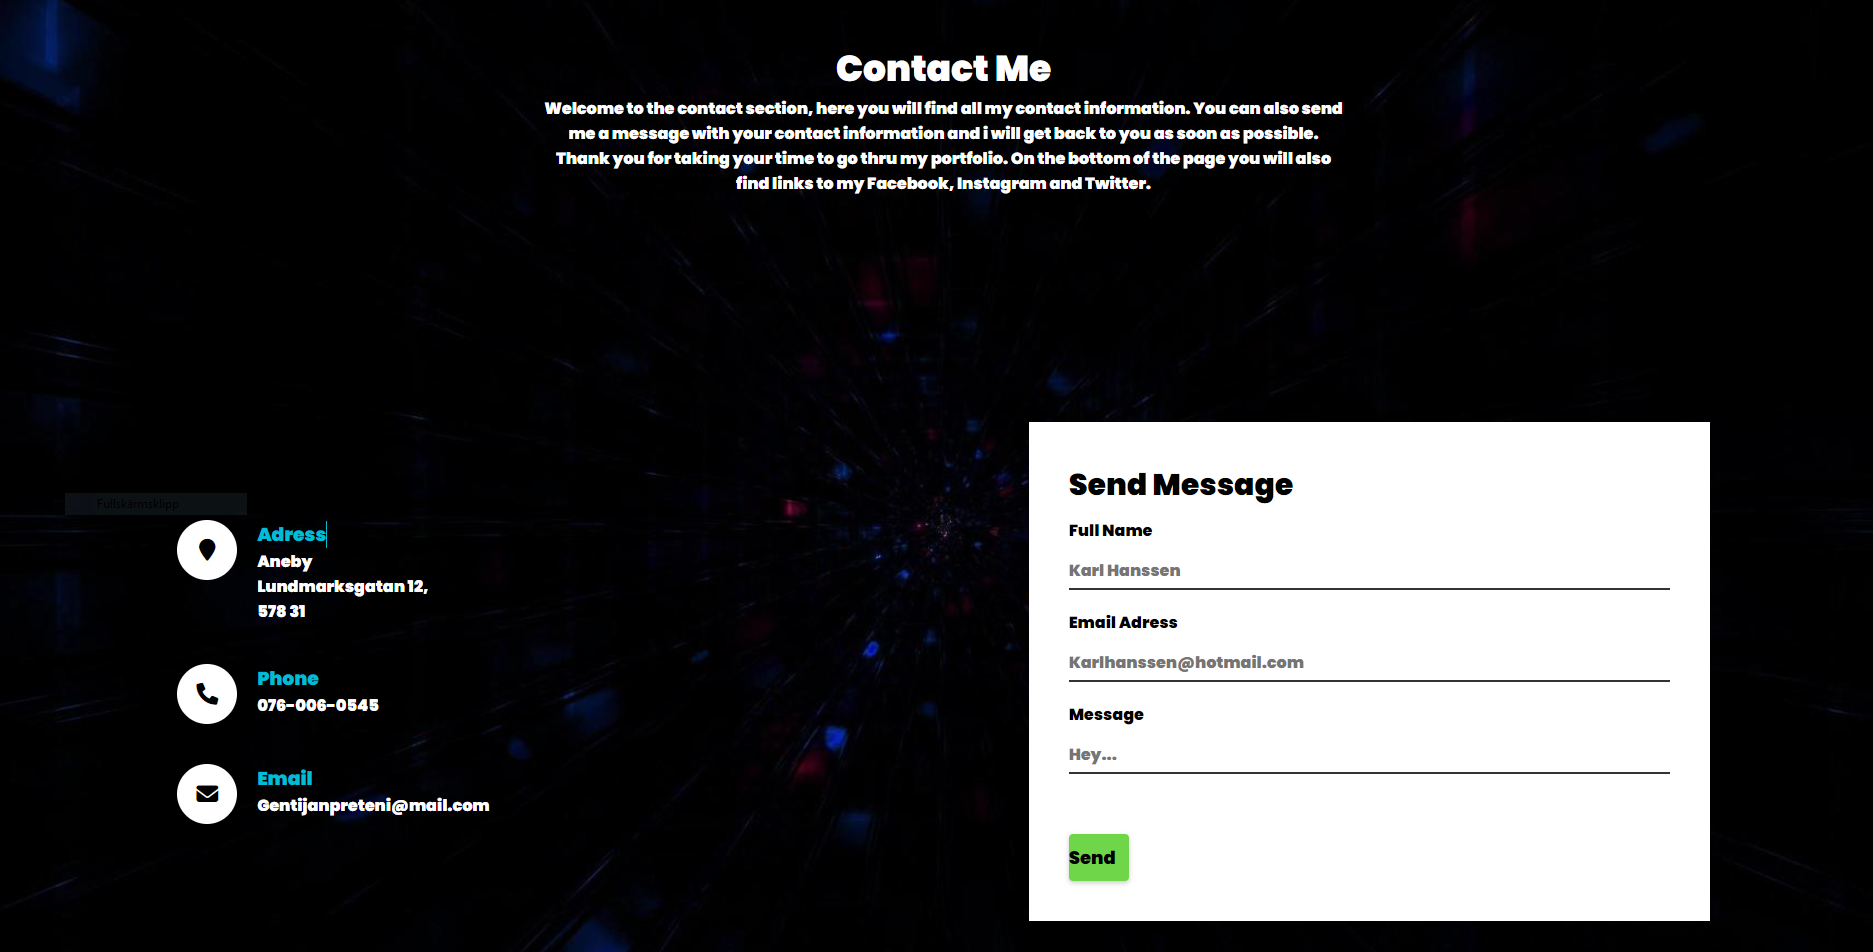 Contact Me
Welcome to the contact section, here you will find all my contact information. You can also send
me a message with your contact information and i will get back to you as soon as possible.
Thank you for taking your time to go thru my portfolio. On the bottom of the page you will also
find links to my Facebook, Instagram and Twitter.
Fullskärmsklipp
Adress
Aneby
Lundmarksgatan 12,
578 31
Phone
076-006-0545
Email
Gentijanpreteni@mail.com
Send Message
Full Name
Karl Hanssen
Email Adress
Karlhanssen@hotmail.com
Message
Hey...
Send